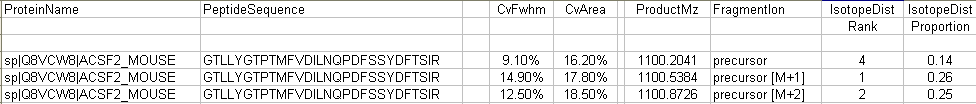 ProteinName PeptideSequence CvFwhm CvArea ProductMz FragmentIon IsotopeDist IsotopeDist
Rank Proportion
sp|Q8VCW8|ACSF2_MOUSE GTLLYGTPTMFVDILNQPDFSSYDFTSIR 9.10% 16.20% 1100.2041 precursor 4 0.14
sp|Q8VCW8|ACSF2_MOUSE GTLLYGTPTMFVDILNQPDFSSYDFTSIR 14.90% 17.80% 1100.5384 precursor [M+1] 1 0.26
sp|Q8VCW8|ACSF2_MOUSE GTLLYGTPTMFVDILNQPDFSSYDFTSIR 12.50% 18.50% 1100.8726 precursor [M+2] 2 0.25